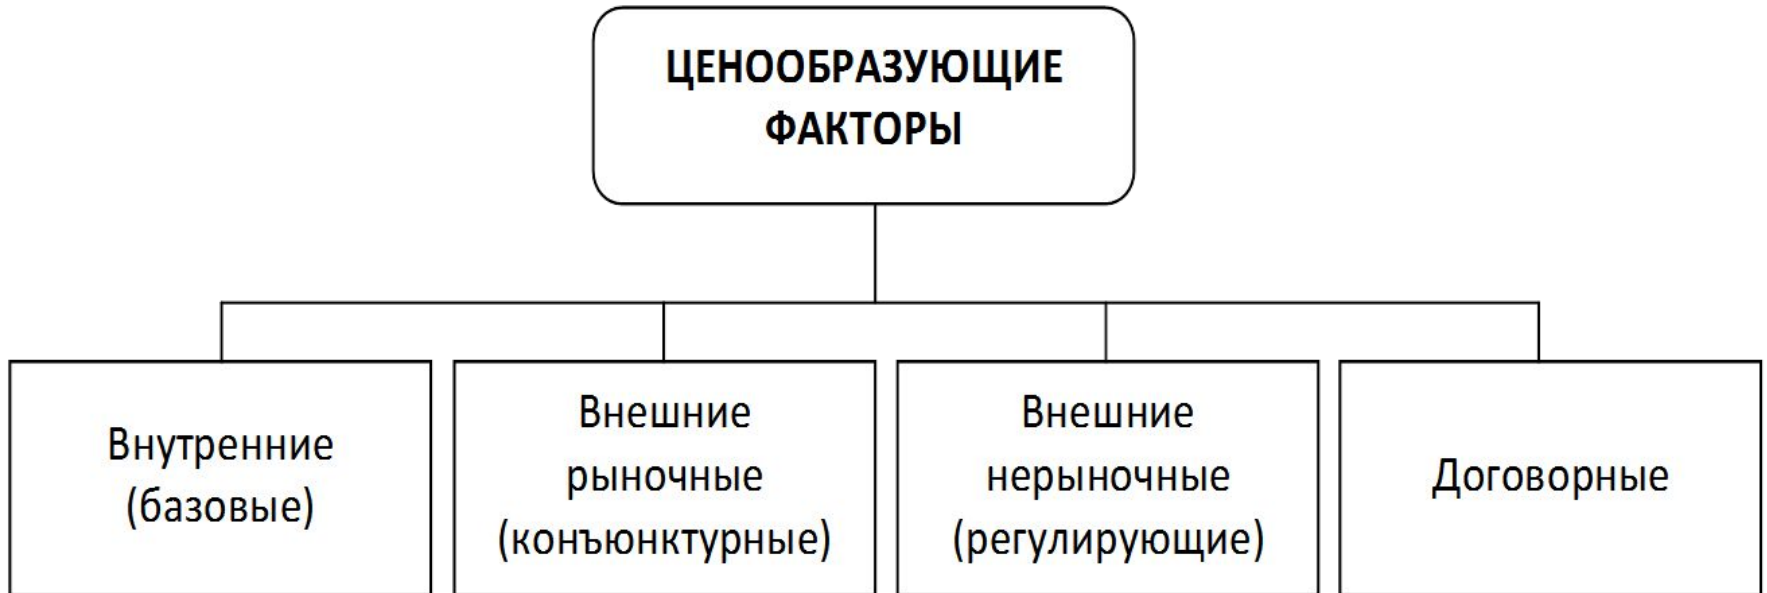 ЦЕНООБРАЗУЮЩИЕ
ФАКТОРЫ
Внутренние
(базовые)
Внешние
рыночные
(конъюнктурные)
Внешние
нерыночные
(регулирующие)
Договорные